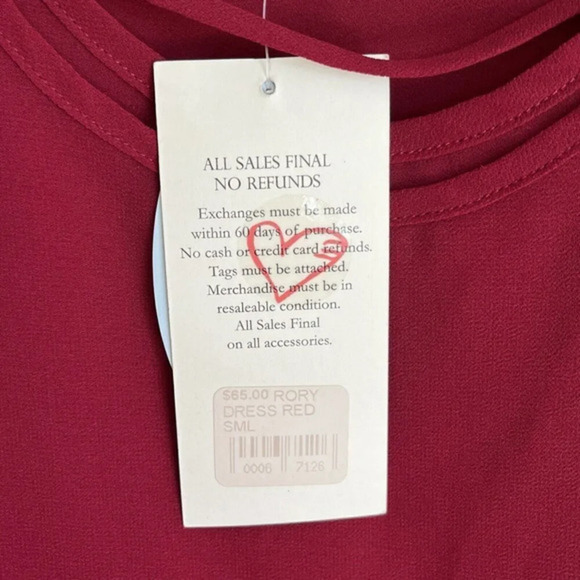 ALL SALES FINAL
NO REFUNDS
Exchanges must be made
within 60 days of purchase.
No cash or credit card refunds.
Tags must be attached.
Merchandise must be in
resaleable condition.
All Sales Final
on all accessories.
$65.00 RORY
DRESS RED
SML
0006 7126